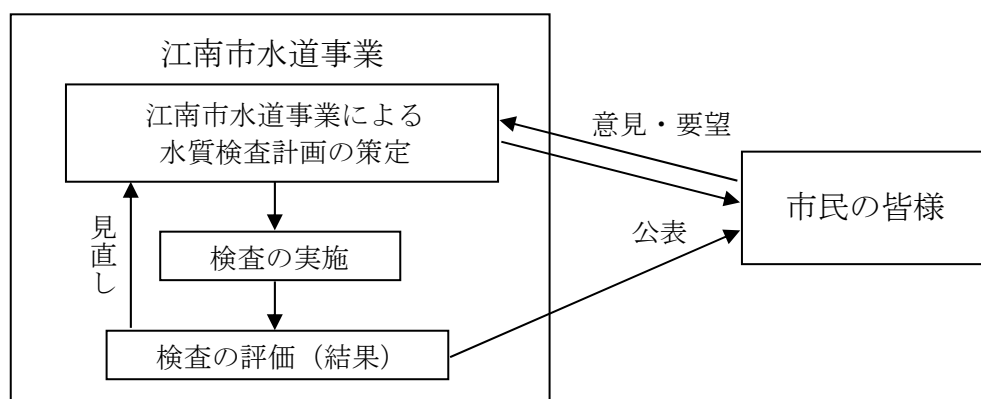 江南市水道事業
江南市水道事業による
水質検査計画の策定
意見・要望
市民の皆様
見直し
公表
検査の実施
検査の評価（結果）